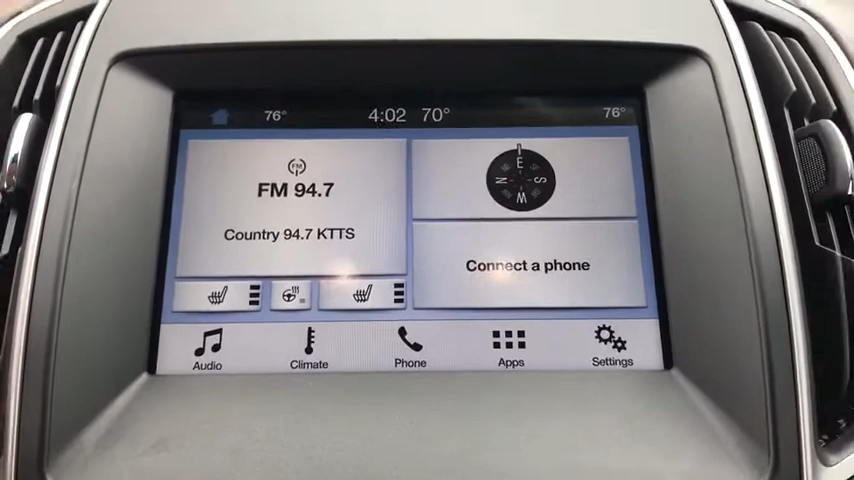 76° 4:02 70° 76°
FM
FM 94.7
Country 94.7 KTTS
E
N S
W
Connect a phone
Audio Climate Phone Apps Settings